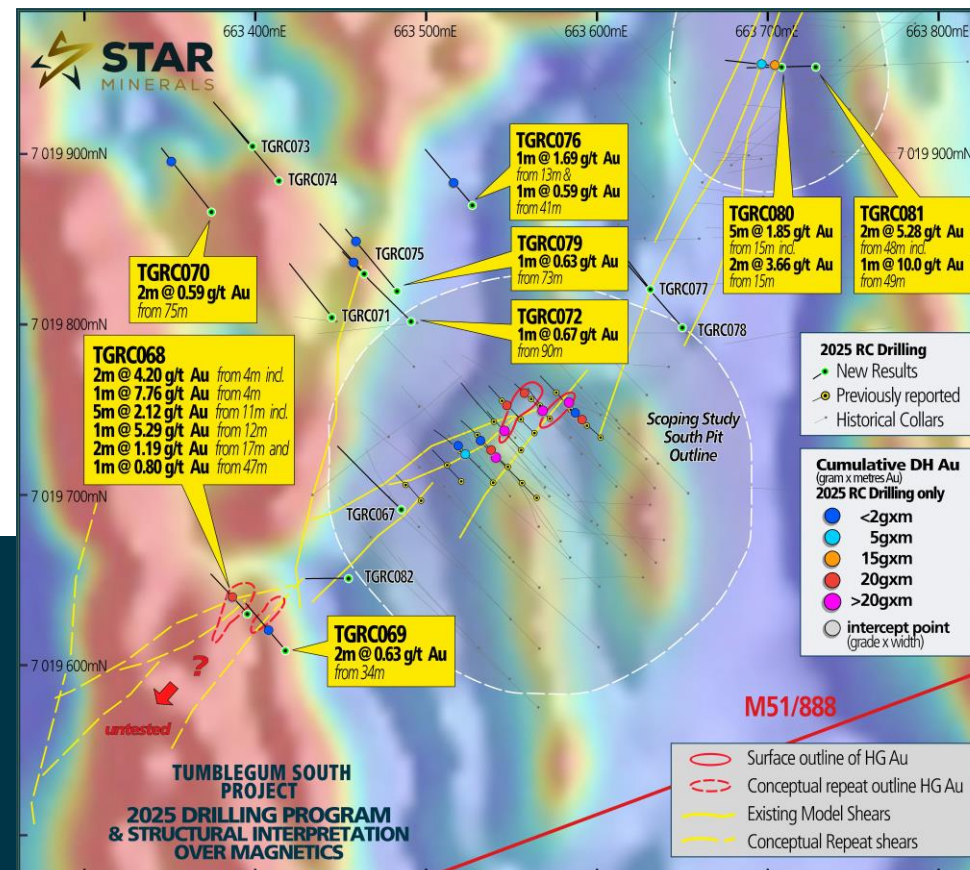 STAR
MINERALS
663 400mE
663 500mE
663 600mE
663 700mE
663 800mE
7 019 900mN
7 019 900mN
7 019 800mN
7 019 700mN
7 019 600mN
TGRC073
TGRC074
TGRC070
2m @ 0.59 g/t Au
from 75m
TGRC076
1m @ 1.69 g/t Au
from 13m &
1m @ 0.59 g/t Au
from 41m
TGRC075
TGRC079
1m @ 0.63 g/t Au
from 73m
TGRC071
TGRC072
1m @ 0.67 g/t Au
from 90m
TGRC080
5m @ 1.85 g/t Au
from 15m incl.
2m @ 3.66 g/t Au
from 15m
TGRC081
2m @ 5.28 g/t Au
from 48m incl.
1m @ 10.0 g/t Au
from 49m
TGRC077
TGRC078
TGRC068
2m @ 4.20 g/t Au from 4m incl.
1m @ 7.76 g/t Au from 4m
5m @ 2.12 g/t Au from 11m incl.
1m @ 5.29 g/t Au from 12m
2m @ 1.19 g/t Au from 17m and
1m @ 0.80 g/t Au from 47m
Scoping Study
South Pit
Outline
TGRC067
TGRC082
TGRC069
2m @ 0.63 g/t Au
from 34m
?
untested
2025 RC Drilling
New Results
Previously reported
Historical Collars
Cumulative DH Au
(gram x metres Au)
2025 RC Drilling only
<2gxm
5gxm
15gxm
20gxm
>20gxm
intercept point
(grade x width)
M51/888
Surface outline of HG Au
Conceptual repeat outline HG Au
Existing Model Shears
Conceptual Repeat shears
TUMBLEGUM SOUTH
PROJECT
2025 DRILLING PROGRAM
& STRUCTURAL INTERPRETATION
OVER MAGNETICS